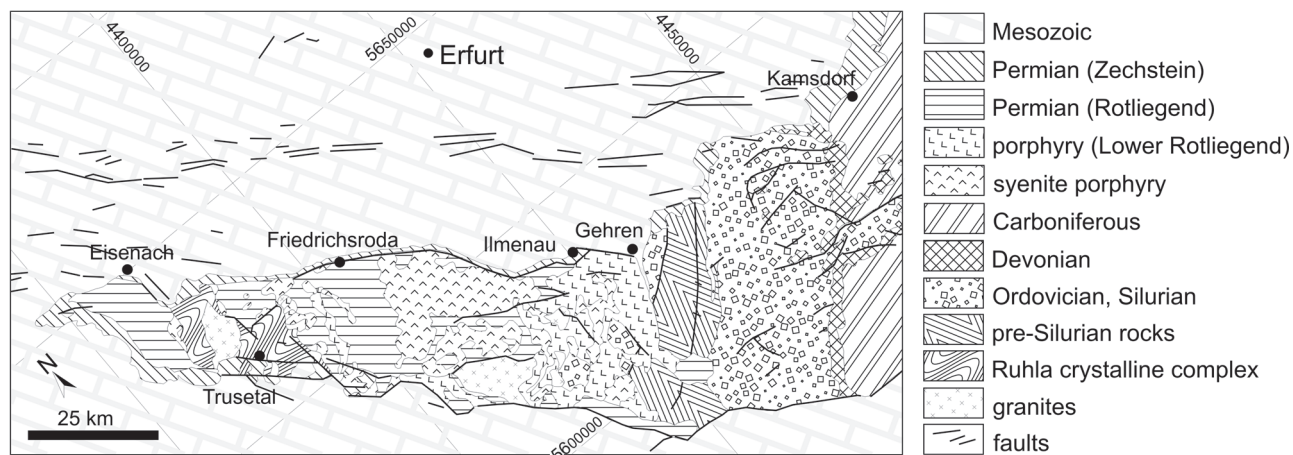 4400000
5650000
Erfurt
4450000
Kamsdorf
Eisenach
Friedrichsroda
Ilmenau
Gehren
N
Trusetal
25 km
5600000
Mesozoic
Permian (Zechstein)
Permian (Rotliegend)
porphyry (Lower Rotliegend)
syenite porphyry
Carboniferous
Devonian
Ordovician, Silurian
pre-Silurian rocks
Ruhla crystalline complex
granites
faults